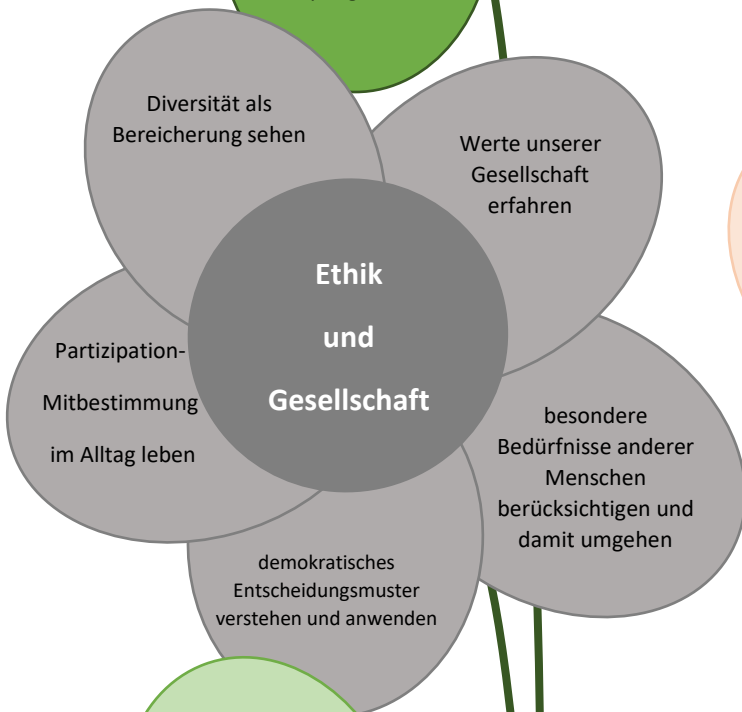 Diversität als
Bereicherung sehen
Werte unserer
Gesellschaft
erfahren
Ethik
und
Gesellschaft
Partizipation-
Mitbestimmung
im Alltag leben
besondere
Bedürfnisse anderer
Menschen
berücksichtigen und
damit umgehen
demokratisches
Entscheidungsmuster
verstehen und anwenden